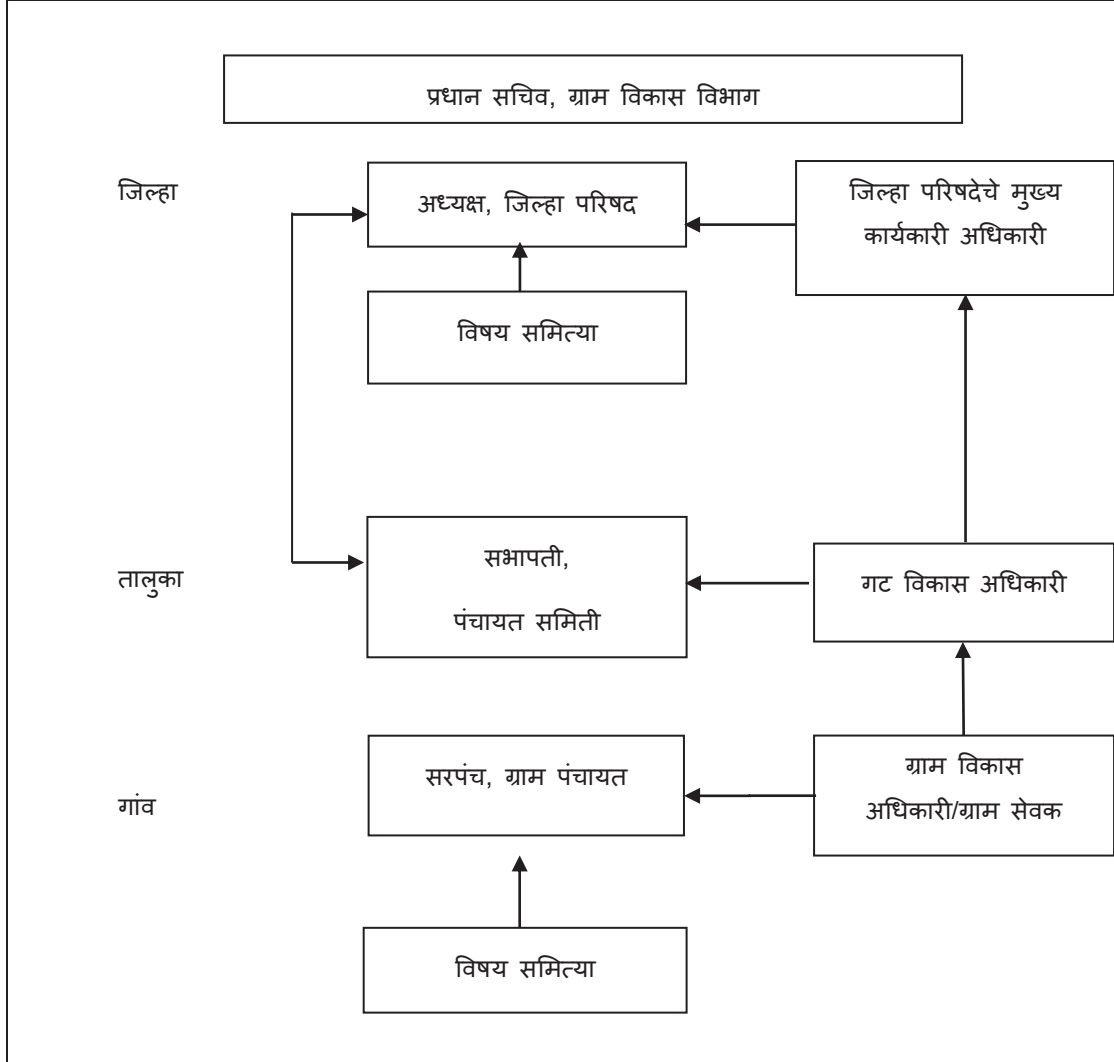 प्रधान सचिव, ग्राम विकास विभाग
जिल्हा
अध्यक्ष, जिल्हा परिषद
जिल्हा परिषदेचे मुख्य
कार्यकारी अधिकारी
विषय समित्या
तालुका
सभापती,
पंचायत समिती
गट विकास अधिकारी
गांव
सरपंच, ग्राम पंचायत
ग्राम विकास
अधिकारी/ग्राम सेवक
विषय समित्या